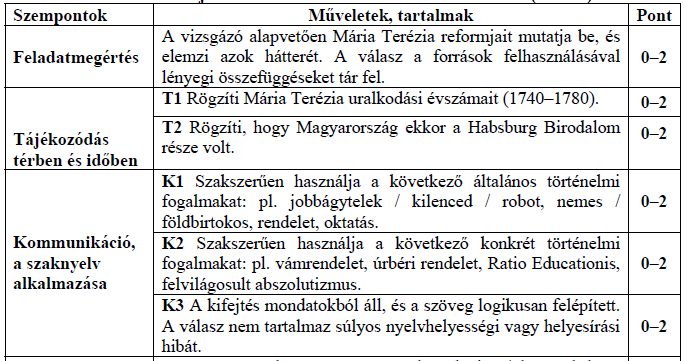 Szempontok Műveletek, tartalmak Pont
Feladatmegértés
A vizsgázó alapvetően Mária Terézia reformjait mutatja be, és
elemzi azok hátterét. A válasz a források felhasználásával
lényegi összefüggéseket tár fel.
0–2
Tájékozódás
térben és időben
T1 Rögzíti Mária Terézia uralkodási évszámait (1740–1780).
0–2
T2 Rögzíti, hogy Magyarország ekkor a Habsburg Birodalom
része volt.
0–2
Kommunikáció,
a szaknyelv
alkalmazása
K1 Szakszerűen használja a következő általános történelmi
fogalmakat: pl. jobbágytelek / kilenced / robot, nemes /
földbirtokos, rendelet, oktatás.
0–2
K2 Szakszerűen használja a következő konkrét történelmi
fogalmakat: pl. vámrendelet, úrbéri rendelet, Ratio Educationis,
felvilágosult abszolutizmus.
0–2
K3 A kifejtés mondatokból áll, és a szöveg logikusan felépített.
A válasz nem tartalmaz súlyos nyelvhelyességi vagy helyesírási
hibát.
0–2